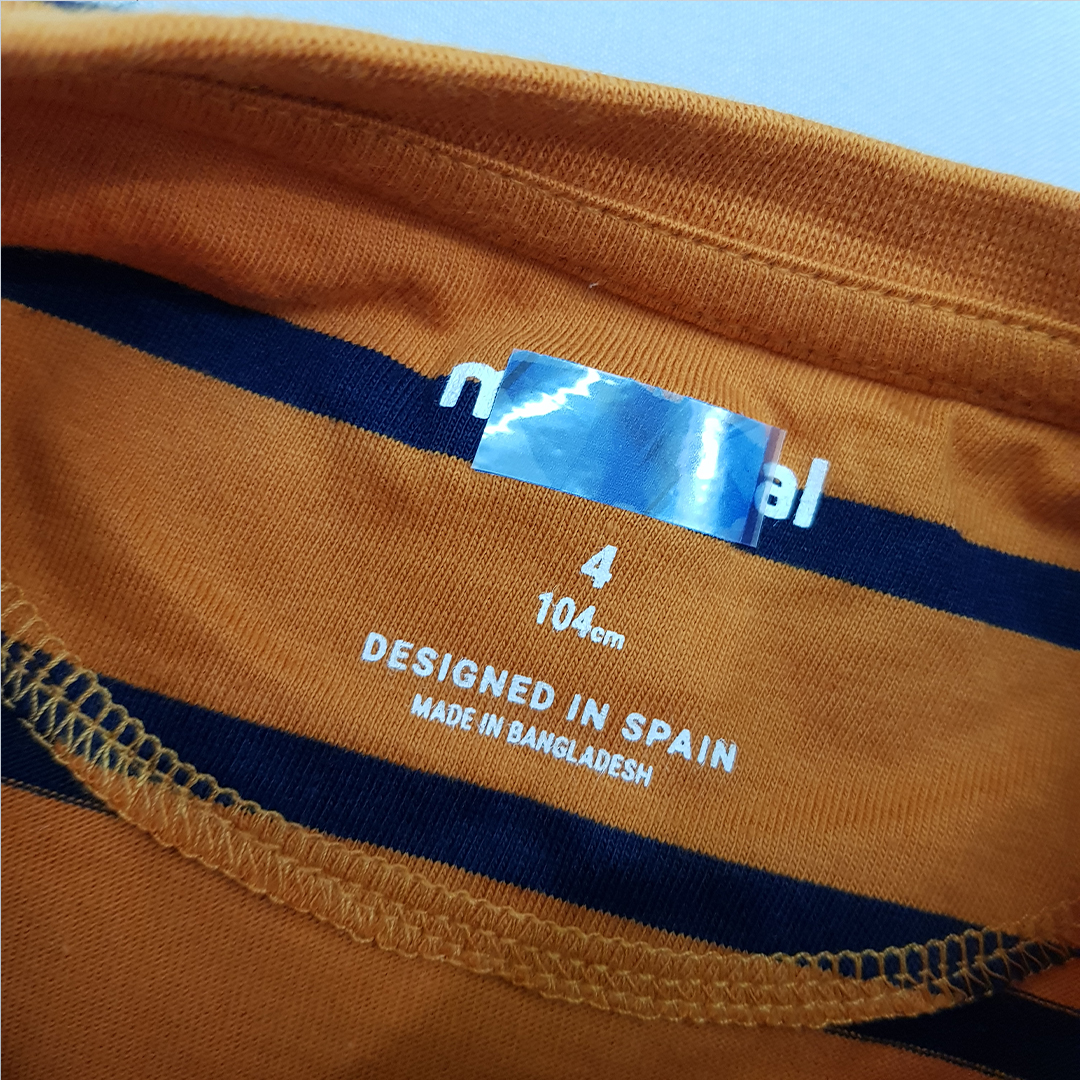 4
104cm
DESIGNED IN SPAIN
MADE IN BANGLADESH